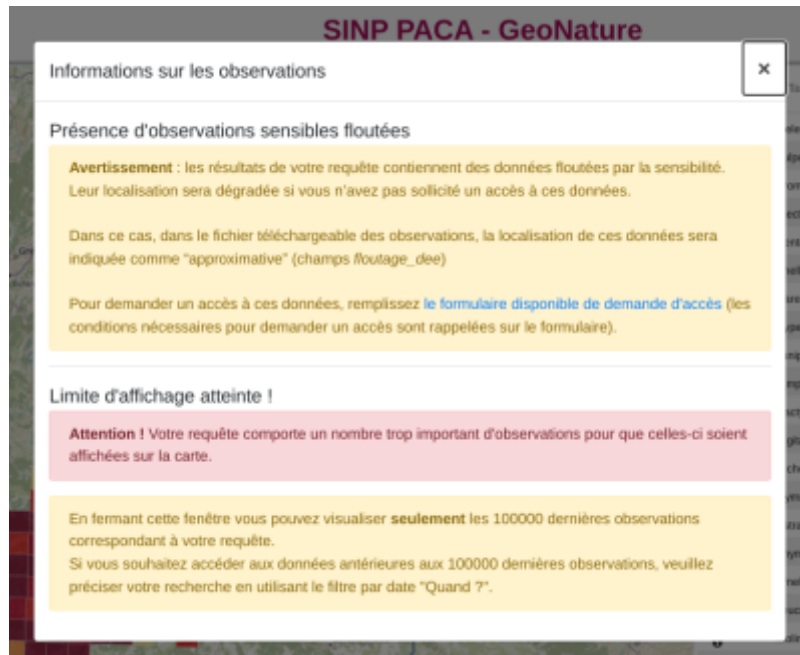 SINP PACA - GeoNature
Informations sur les observations
×
Présence d'observations sensibles floutées
Avertissement : les résultats de votre requête contiennent des données floutées par la sensibilité.
Leur localisation sera dégradée si vous n'avez pas sollicité un accès à ces données.
Dans ce cas, dans le fichier téléchargeable des observations, la localisation de ces données sera
indiquée comme "approximative" (champs floutage_dee)
Pour demander un accès à ces données, remplissez le formulaire disponible de demande d'accès (les
conditions nécessaires pour demander un accès sont rappelées sur le formulaire).
Limite d'affichage atteinte !
Attention ! Votre requête comporte un nombre trop important d'observations pour que celles-ci soient
affichées sur la carte.
En fermant cette fenêtre vous pouvez visualiser seulement les 100000 dernières observations
correspondant à votre requête.
Si vous souhaitez accéder aux données antérieures aux 100000 dernières observations, veuillez
préciser votre recherche en utilisant le filtre par date "Quand ?".